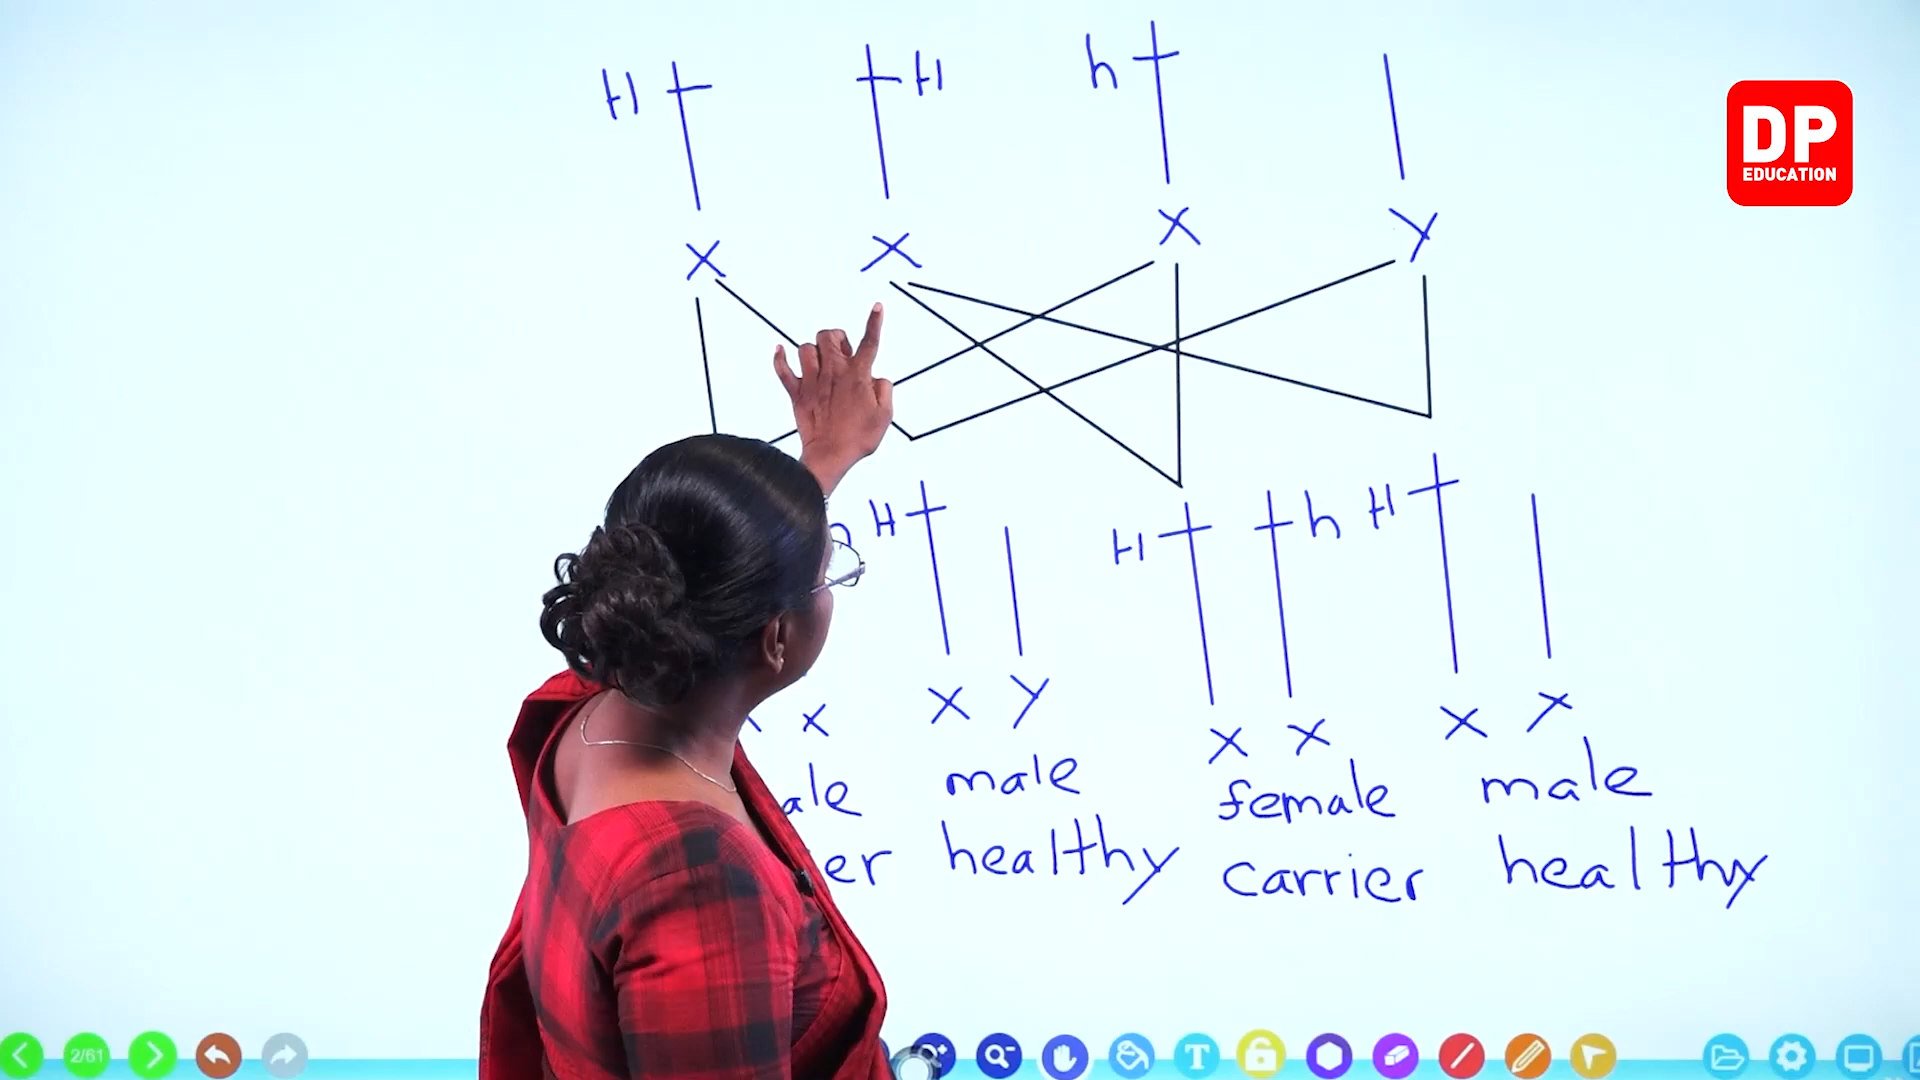 H H h
X X X Y
DP
EDUCATION
H H h H
x X Y X X X Y
male female male
healthy carrier healthy
2/61
T